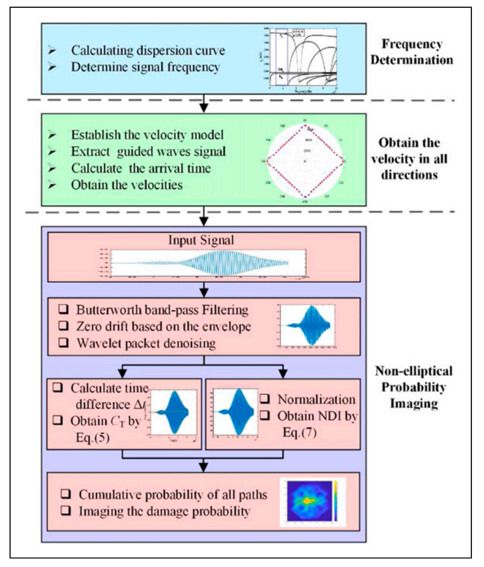 Calculating dispersion curve
Determine signal frequency
Frequency
Determination
Establish the velocity model
Extract guided waves signal
Calculate the arrival time
Obtain the velocities
Obtain the
velocity in all
directions
Input Signal
Butterworth band-pass Filtering
Zero drift based on the envelope
Wavelet packet denoising
Calculate time
difference Δt
Obtain CT by
Eq.(5)
Normalization
Obtain NDI by
Eq.(7)
Non-elliptical
Probability
Imaging
Cumulative probability of all paths
Imaging the damage probability